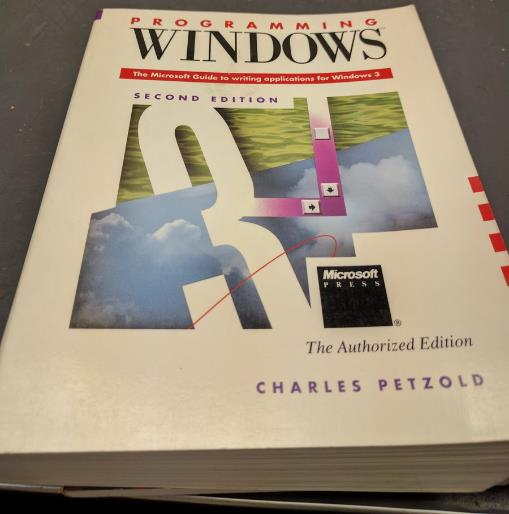 PROGRAMMING
WINDOWS™
The Microsoft Guide to writing applications for Windows 3
SECOND EDITION
Microsoft
PRESS
®
The Authorized Edition
CHARLES PETZOLD